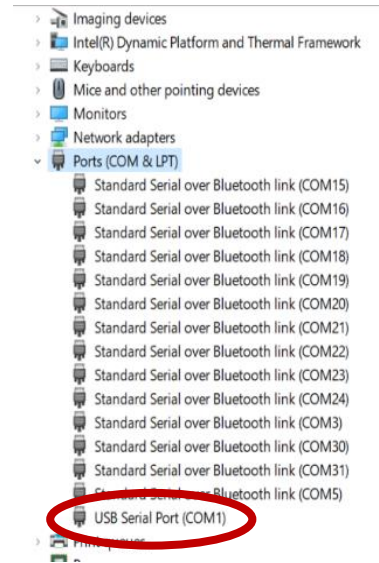 Imaging devices
Intel(R) Dynamic Platform and Thermal Framework
Keyboards
Mice and other pointing devices
Monitors
Network adapters
Ports (COM & LPT)
Standard Serial over Bluetooth link (COM15)
Standard Serial over Bluetooth link (COM16)
Standard Serial over Bluetooth link (COM17)
Standard Serial over Bluetooth link (COM18)
Standard Serial over Bluetooth link (COM19)
Standard Serial over Bluetooth link (COM20)
Standard Serial over Bluetooth link (COM21)
Standard Serial over Bluetooth link (COM22)
Standard Serial over Bluetooth link (COM23)
Standard Serial over Bluetooth link (COM24)
Standard Serial over Bluetooth link (COM3)
Standard Serial over Bluetooth link (COM30)
Standard Serial over Bluetooth link (COM31)
Standard Serial over Bluetooth link (COM5)
USB Serial Port (COM1)
Print queues